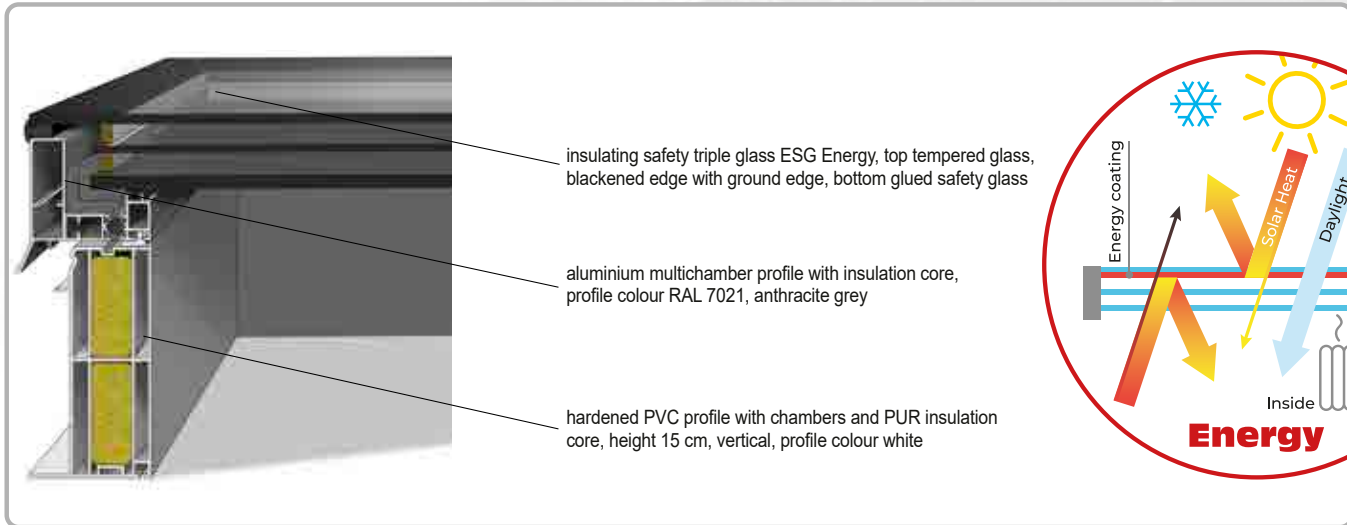 insulating safety triple glass ESG Energy, top tempered glass,
blackened edge with ground edge, bottom glued safety glass
aluminium multichamber profile with insulation core,
profile colour RAL 7021, anthracite grey
hardened PVC profile with chambers and PUR insulation
core, height 15 cm, vertical, profile colour white
Energy coating
Solar Heat
Daylight
Inside
Energy